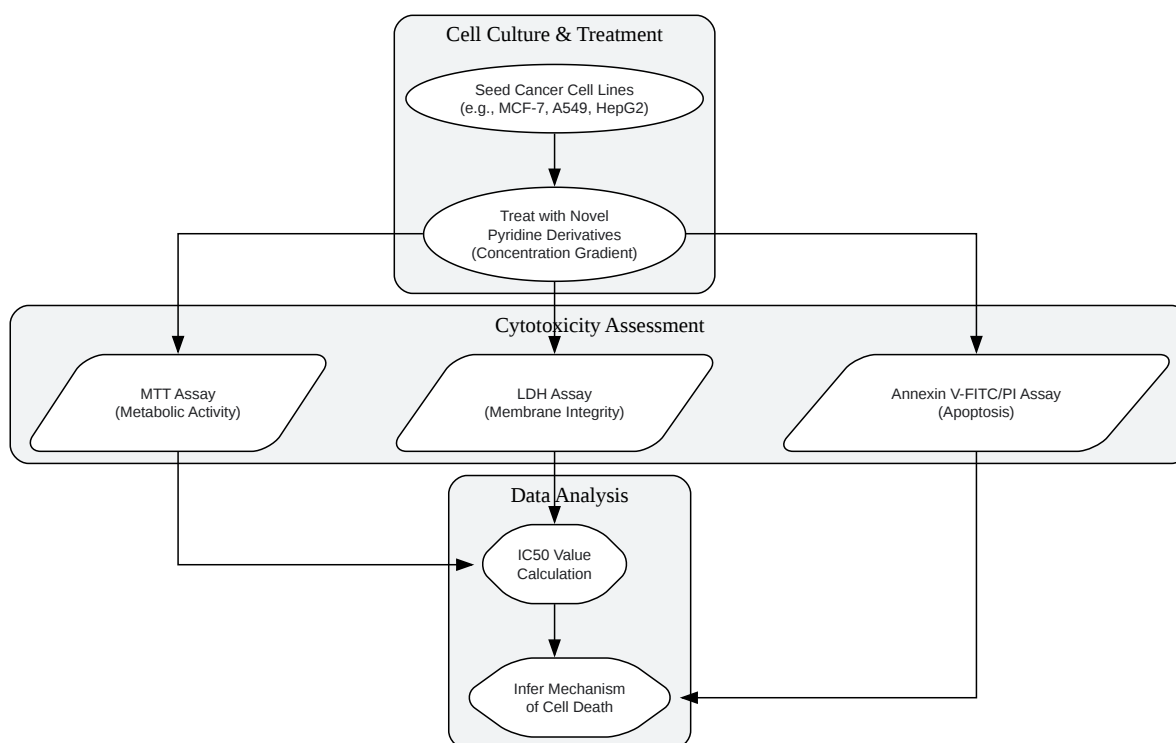 Cell Culture & Treatment
Seed Cancer Cell Lines
(e.g., MCF-7, A549, HepG2)
Treat with Novel
Pyridine Derivatives
(Concentration Gradient)
Cytotoxicity Assessment
MTT Assay
(Metabolic Activity)
LDH Assay
(Membrane Integrity)
Annexin V-FITC/PI Assay
(Apoptosis)
Data Analysis
IC50 Value
Calculation
Infer Mechanism
of Cell Death